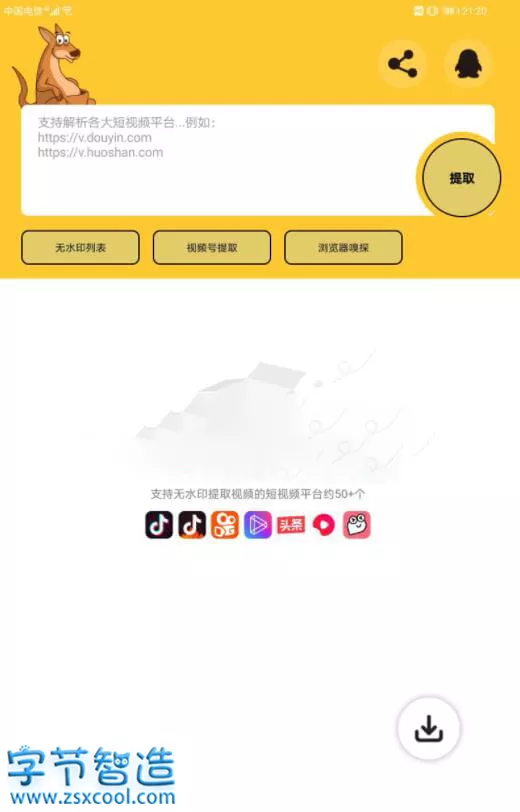 中国电信 21:20
支持解析各大短视频平台...例如:
https://v.douyin.com
https://v.huoshan.com
提取
无水印列表
视频号提取
浏览器嗅探
支持无水印提取视频的短视频平台约50+个
头条
字节智造
www.zsxcool.com